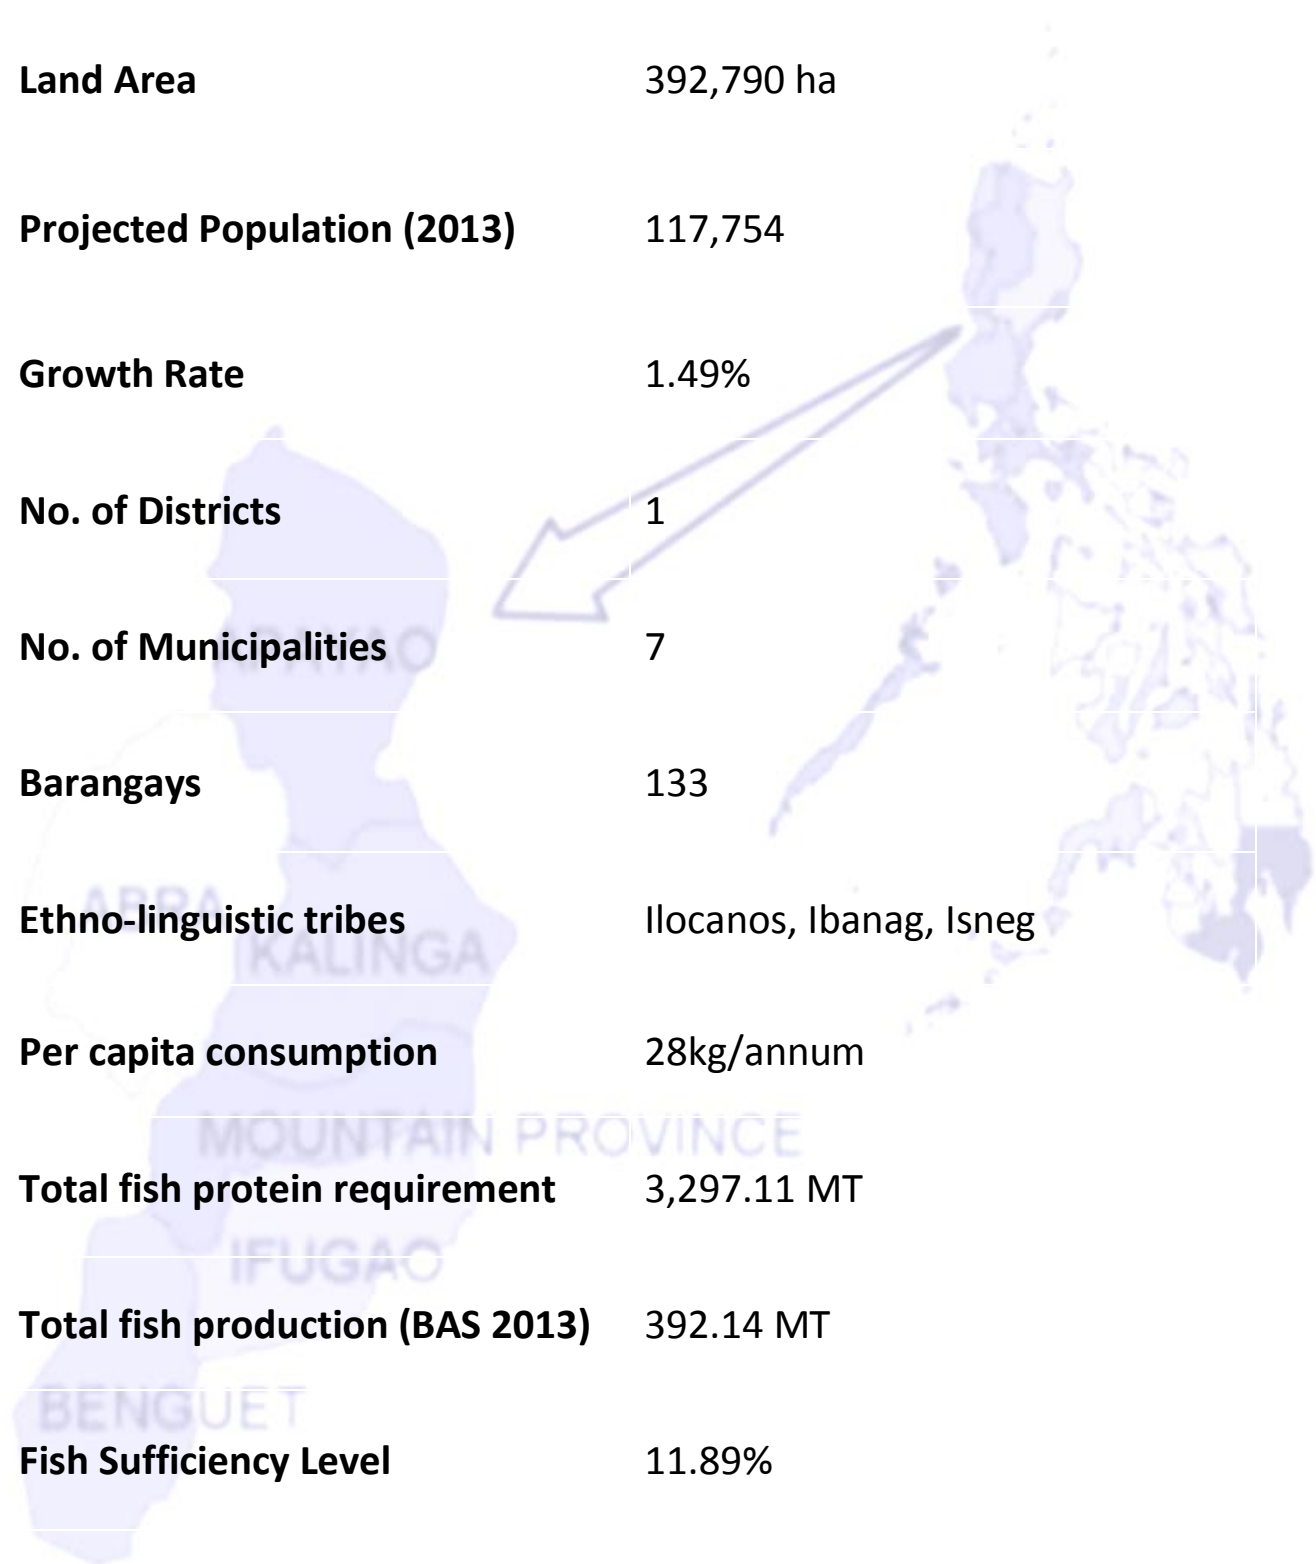 Land Area 392,790 ha
Projected Population (2013) 117,754
Growth Rate 1.49%
No. of Districts 1
No. of Municipalities 7
APAYAO
Barangays 133
ABRA
Ethno-linguistic tribes Ilocanos, Ibanag, Isneg
KALINGA
Per capita consumption 28kg/annum
MOUNTAIN PROVINCE
Total fish protein requirement 3,297.11 MT
IFUGAO
Total fish production (BAS 2013) 392.14 MT
BENGUET
Fish Sufficiency Level 11.89%